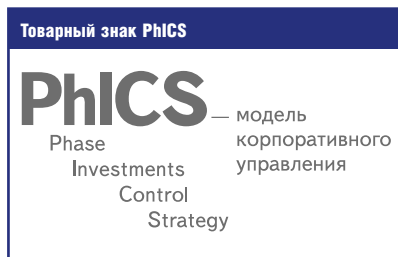 Товарный знак PhICS
PhICS — модель
корпоративного
управления
Phase
Investments
Control
Strategy